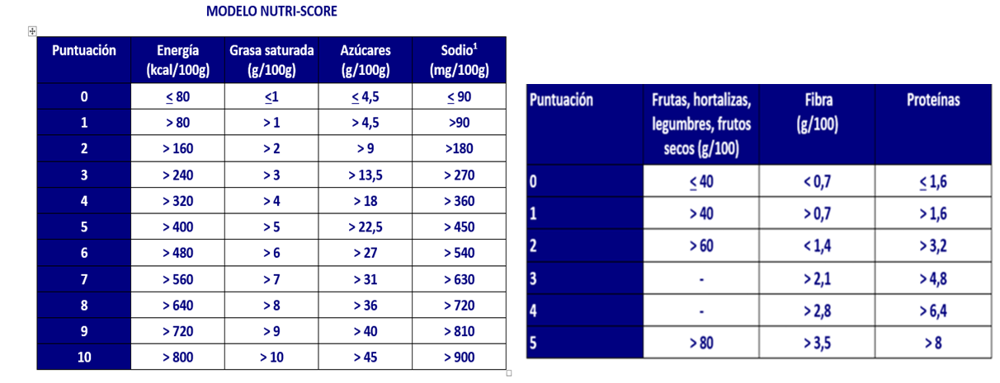 MODELO NUTRI-SCORE
Puntuación Energía (kcal/100g) Grasa saturada (g/100g) Azúcares (g/100g) Sodio¹ (mg/100g)
0 ≤ 80 ≤1 ≤ 4,5 ≤ 90
1 > 80 > 1 > 4,5 >90
2 > 160 > 2 > 9 >180
3 > 240 > 3 > 13,5 > 270
4 > 320 > 4 > 18 > 360
5 > 400 > 5 > 22,5 > 450
6 > 480 > 6 > 27 > 540
7 > 560 > 7 > 31 > 630
8 > 640 > 8 > 36 > 720
9 > 720 > 9 > 40 > 810
10 > 800 > 10 > 45 > 900
Puntuación Frutas, hortalizas, legumbres, frutos secos (g/100) Fibra (g/100) Proteínas
0 ≤ 40 < 0,7 ≤ 1,6
1 > 40 > 0,7 > 1,6
2 > 60 < 1,4 > 3,2
3 - > 2,1 > 4,8
4 - > 2,8 > 6,4
5 > 80 > 3,5 > 8